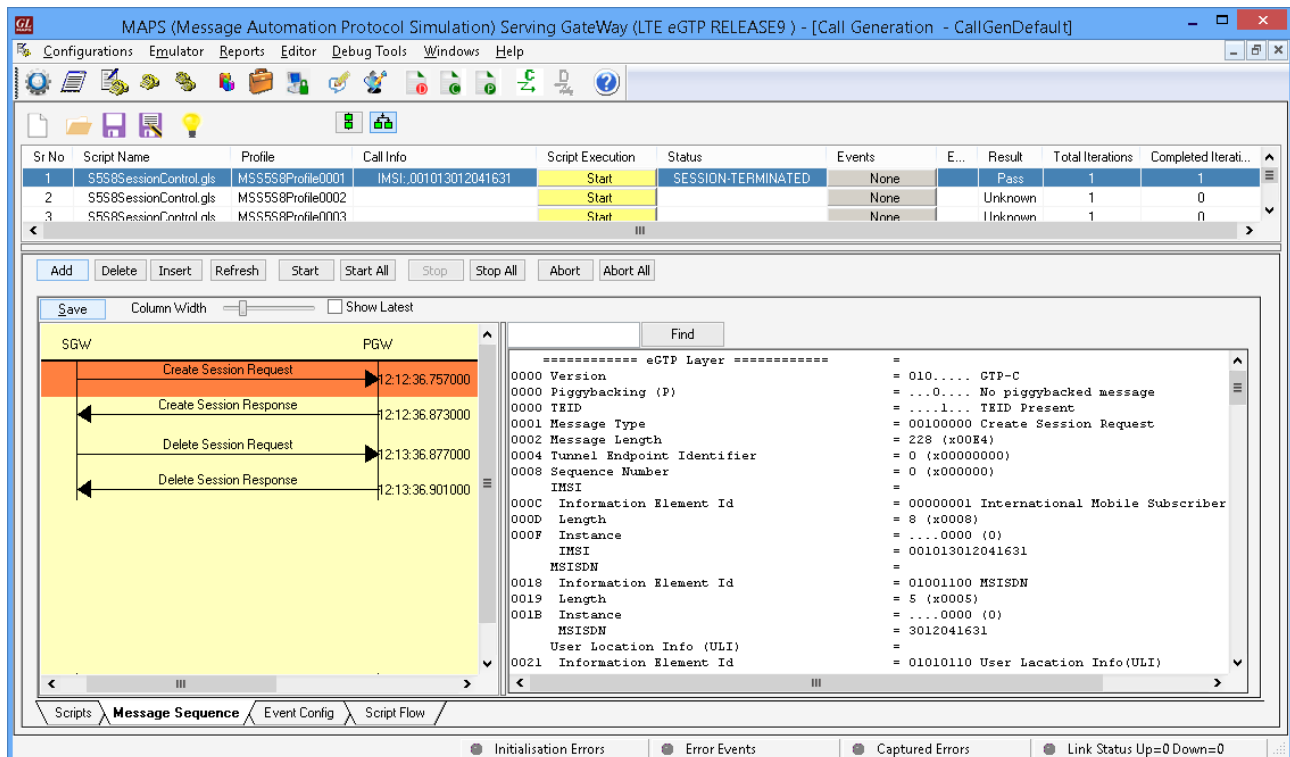 GL
MAPS
MAPS (Message Automation Protocol Simulation) Serving GateWay (LTE eGTP RELEASE9 ) - [Call Generation - CallGenDefault]
Configurations Emulator Reports Editor Debug Tools Windows Help
Sr No Script Name Profile Call Info Script Execution Status Events E... Result Total Iterations Completed Iterati...
1 S5S8SessionControl.gls MSS5S8Profile0001 IMSI:,001013012041631 Start SESSION-TERMINATED None Pass 1 1
2 S5S8SessionControl.gls MSS5S8Profile0002 Start None Unknown 1 0
3 S5S8SessionControl.gls MSS5S8Profile0003 Start None Unknown 1 0
Add Delete Insert Refresh Start Start All Stop Stop All Abort Abort All
Save Column Width Show Latest
Find
SGW PGW
Create Session Request
12:12:36.757000
Create Session Response
12:12:36.873000
Delete Session Request
12:13:36.877000
Delete Session Response
12:13:36.901000
============ eGTP Layer ============ =
0000 Version = 010..... GTP-C
0000 Piggybacking (P) = ...0.... No piggybacked message
0000 TEID = ....1... TEID Present
0001 Message Type = 00100000 Create Session Request
0002 Message Length = 228 (x00E4)
0004 Tunnel Endpoint Identifier = 0 (x00000000)
0008 Sequence Number = 0 (x000000)
IMSI =
000C Information Element Id = 00000001 International Mobile Subscriber
000D Length = 8 (x0008)
000F Instance = ....0000 (0)
IMSI = 001013012041631
MSISDN =
0018 Information Element Id = 01001100 MSISDN
0019 Length = 5 (x0005)
001B Instance = ....0000 (0)
MSISDN = 3012041631
User Location Info (ULI) =
0021 Information Element Id = 01010110 User Lacation Info(ULI)
Scripts Message Sequence Event Config Script Flow
Initialisation Errors Error Events Captured Errors Link Status Up=0 Down=0